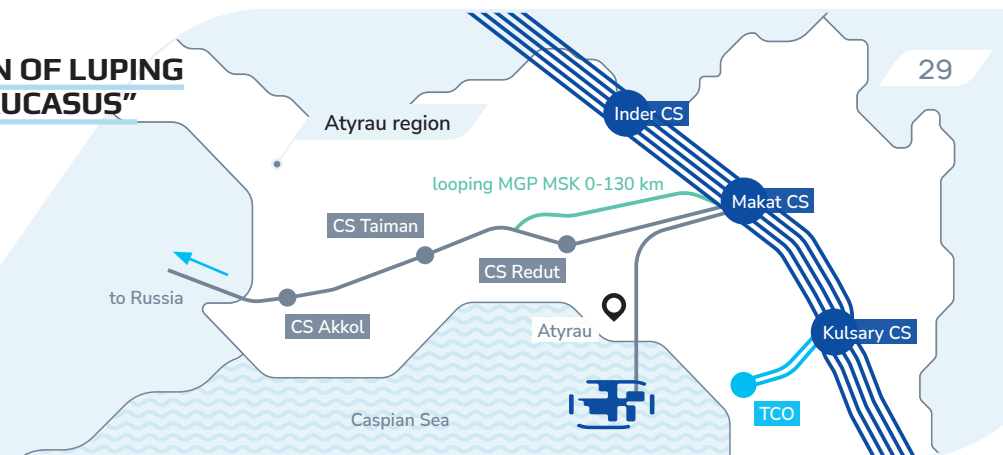 N OF LUPING
UCASUS”
29
Atyrau region
Inder CS
looping MGP MSK 0-130 km
Makat CS
CS Taiman
CS Redut
to Russia
CS Akkol
Atyrau
Kulsary CS
TCO
Caspian Sea